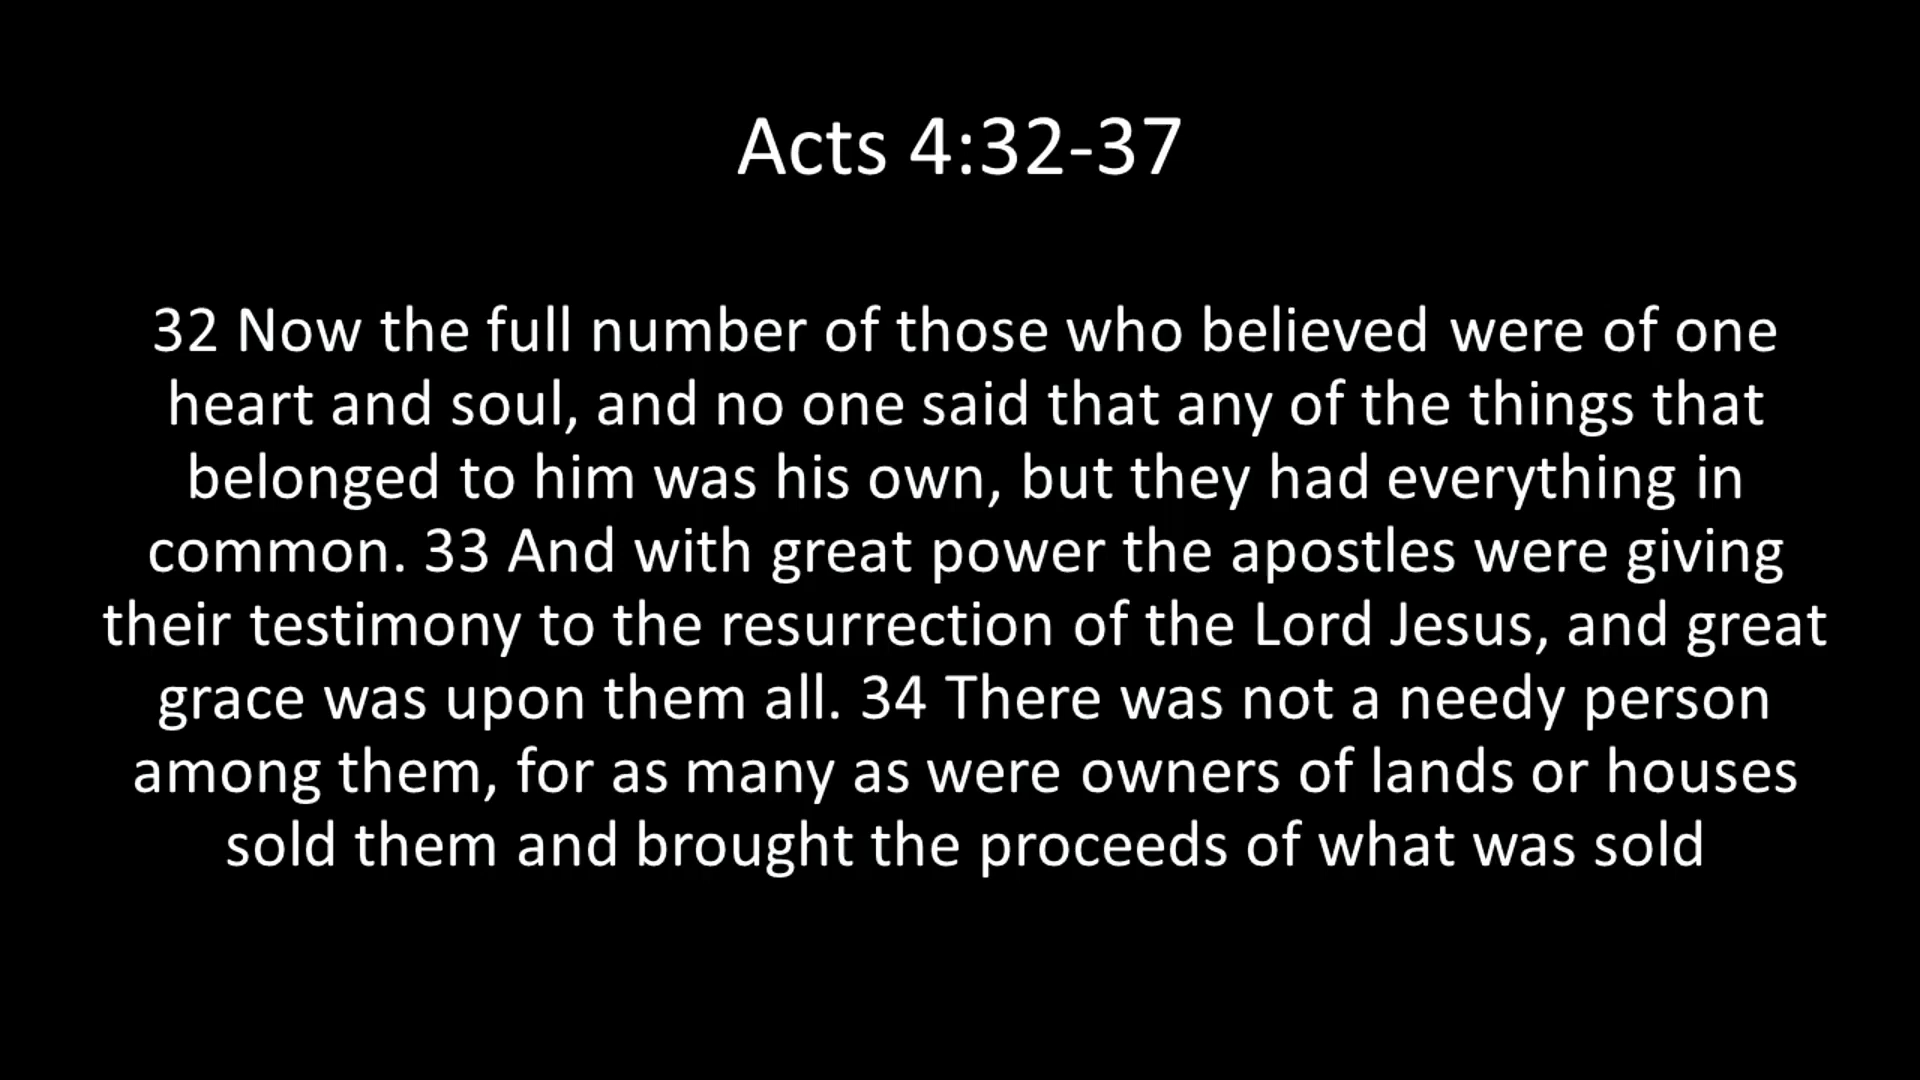 Acts 4:32-37
32 Now the full number of those who believed were of one
heart and soul, and no one said that any of the things that
belonged to him was his own, but they had everything in
common. 33 And with great power the apostles were giving
their testimony to the resurrection of the Lord Jesus, and great
grace was upon them all. 34 There was not a needy person
among them, for as many as were owners of lands or houses
sold them and brought the proceeds of what was sold